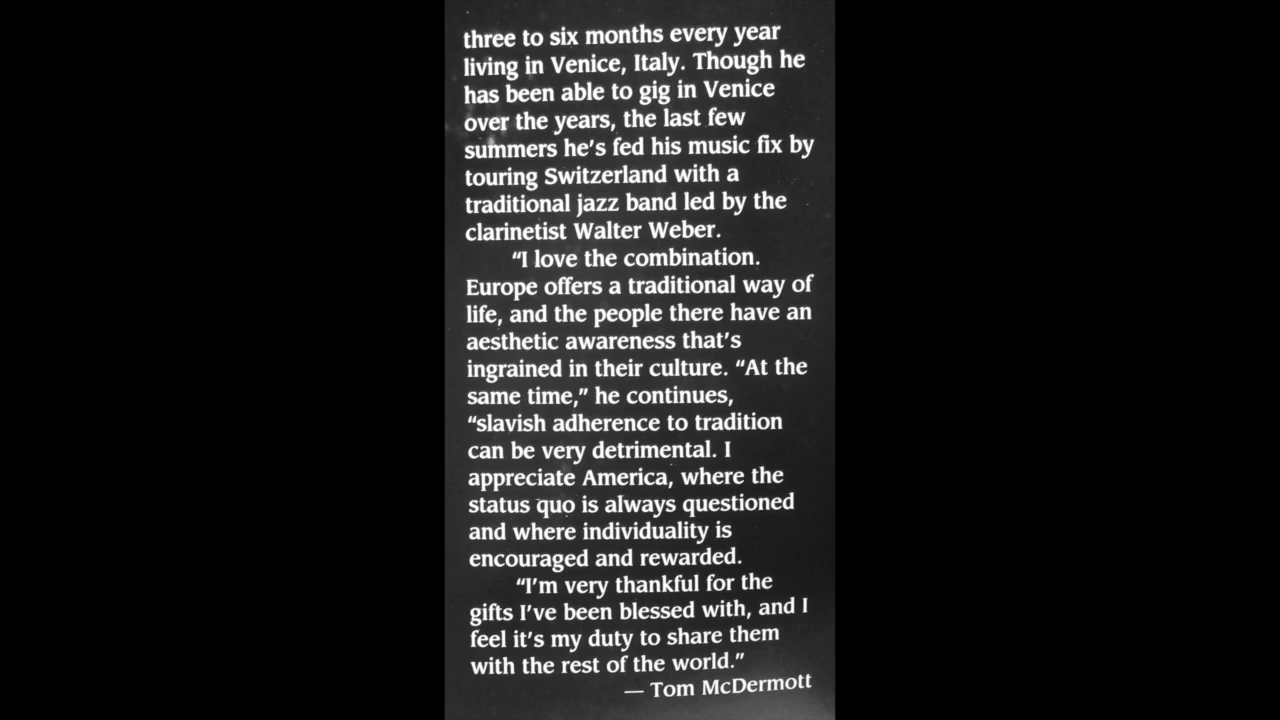 three to six months every year
living in Venice, Italy. Though he
has been able to gig in Venice
over the years, the last few
summers he's fed his music fix by
touring Switzerland with a
traditional jazz band led by the
clarinetist Walter Weber.
“I love the combination.
Europe offers a traditional way of
life, and the people there have an
aesthetic awareness that's
ingrained in their culture. “At the
same time,” he continues,
“slavish adherence to tradition
can be very detrimental. I
appreciate America, where the
status quo is always questioned
and where individuality is
encouraged and rewarded.
“I'm very thankful for the
gifts I've been blessed with, and I
feel it's my duty to share them
with the rest of the world.”
— Tom McDermott